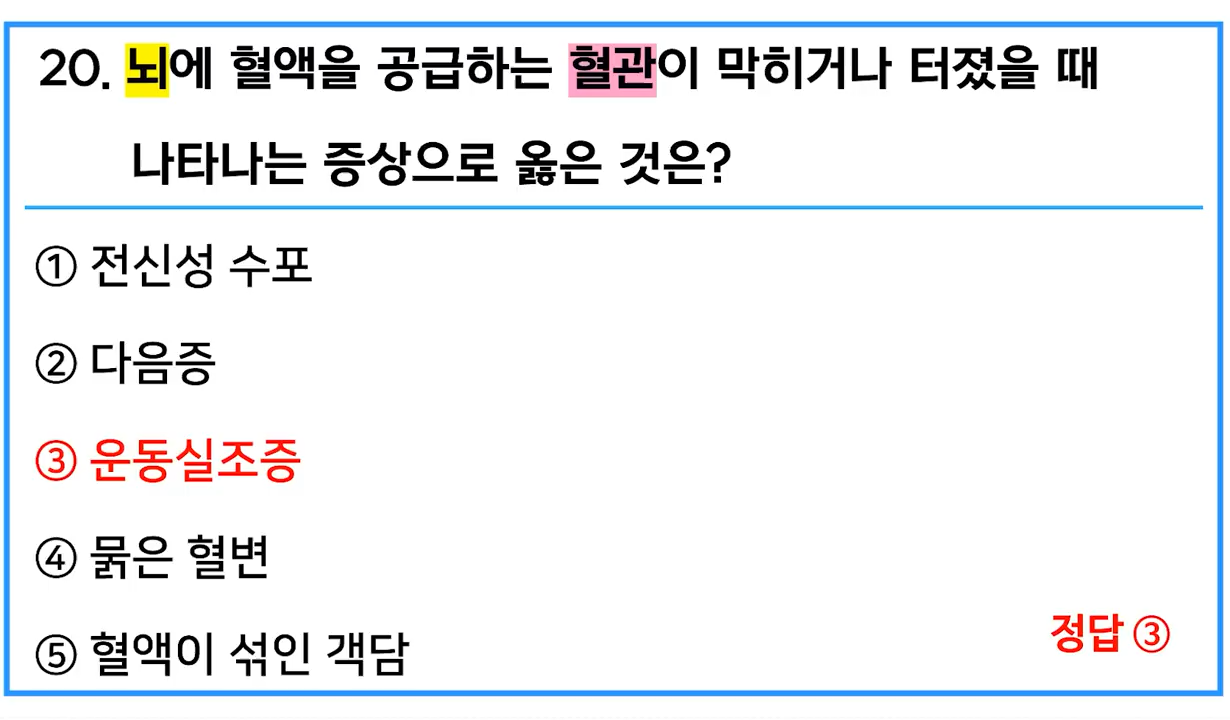 20. 뇌에 혈액을 공급하는 혈관이 막히거나 터졌을 때
나타나는 증상으로 옳은 것은?
① 전신성 수포
② 다음증
③ 운동실조증
④ 묽은 혈변
⑤ 혈액이 섞인 객담
정답 ③